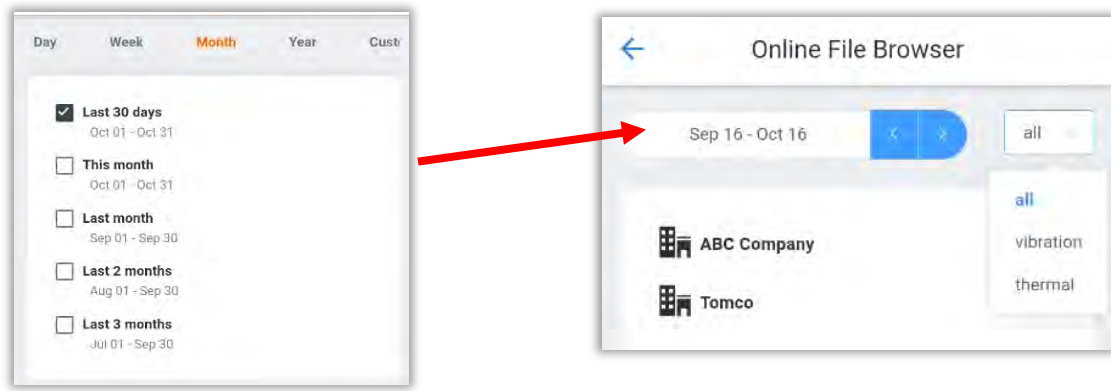 Day Week Month Year Cust
Last 30 days
Oct 01 - Oct 31
This month
Oct 01 - Oct 31
Last month
Sep 01 - Sep 30
Last 2 months
Aug 01 - Sep 30
Last 3 months
Jul 01 - Sep 30
Online File Browser
Sep 16 - Oct 16
all
all
vibration
thermal
ABC Company
Tomco